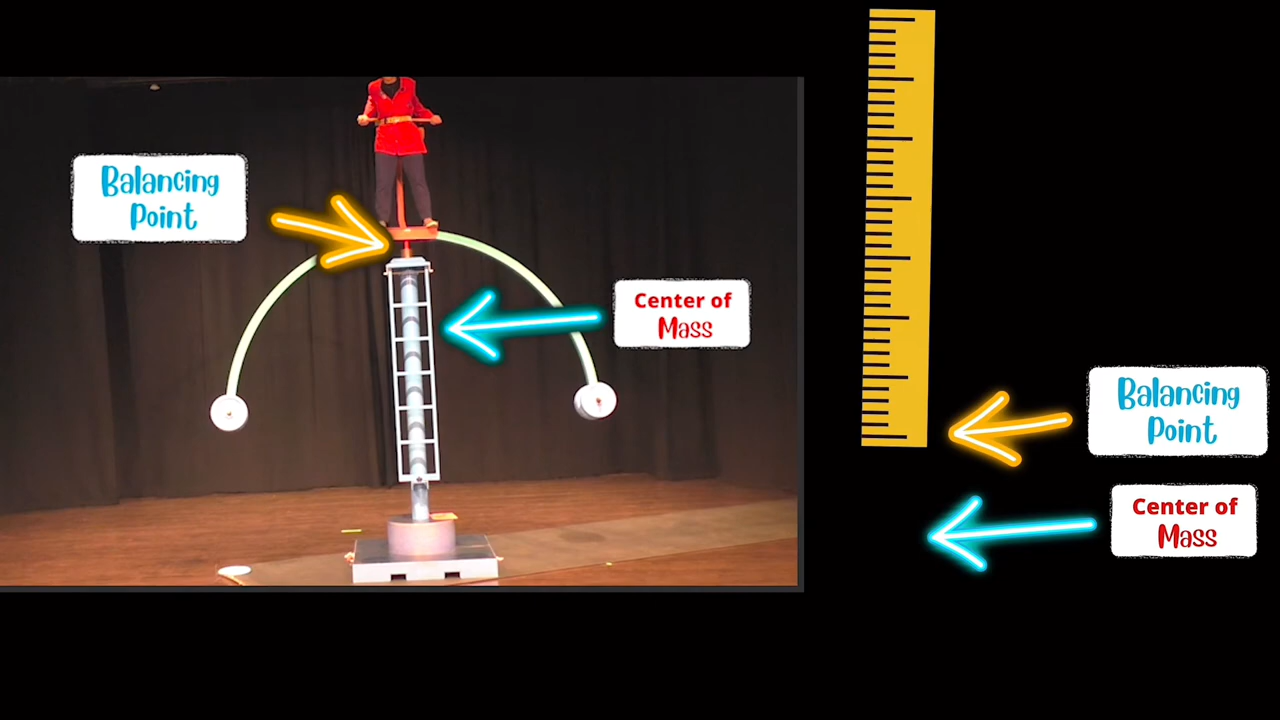 Balancing
Point
Center of
Mass
Balancing
Point
Center of
Mass